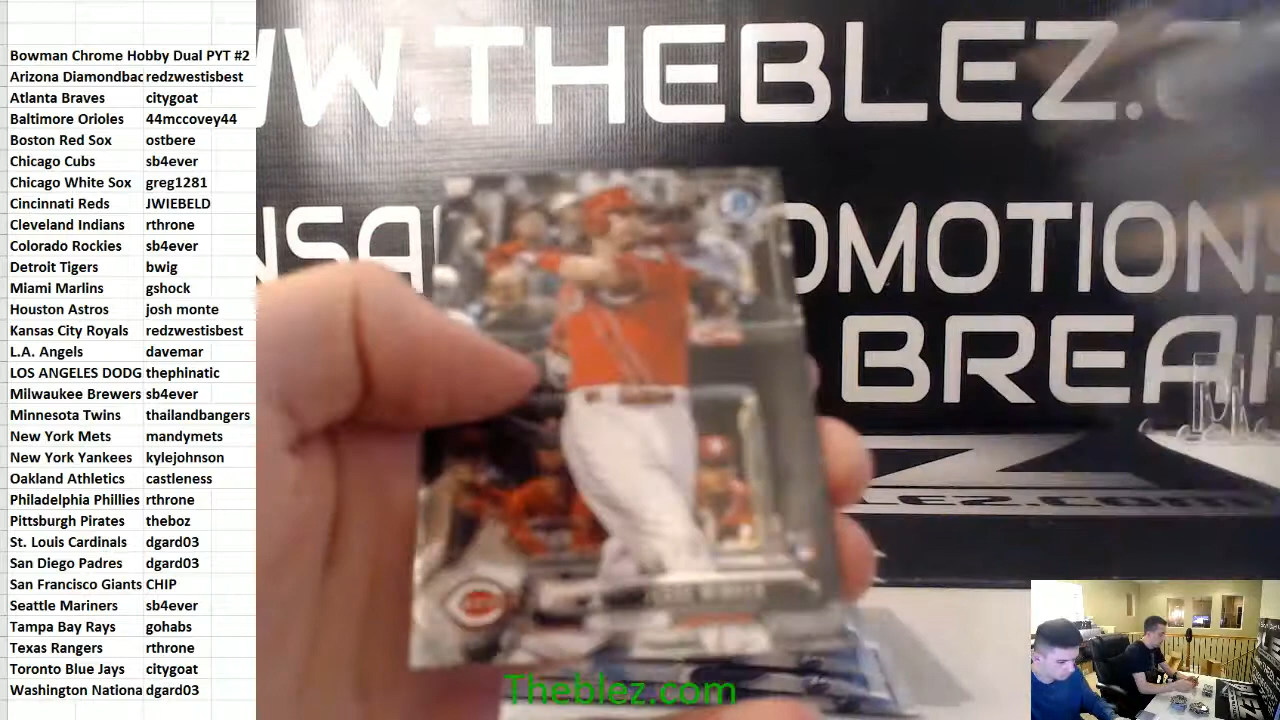 Bowman Chrome Hobby Dual PYT #2
Arizona Diamondbac redzwestisbest
Atlanta Braves citygoat
Baltimore Orioles 44mccovey44
Boston Red Sox ostbere
Chicago Cubs sb4ever
Chicago White Sox greg1281
Cincinnati Reds JWIEBELD
Cleveland Indians rthrone
Colorado Rockies sb4ever
Detroit Tigers bwig
Miami Marlins gshock
Houston Astros josh monte
Kansas City Royals redzwestisbest
L.A. Angels davemar
LOS ANGELES DODG thephinatic
Milwaukee Brewers sb4ever
Minnesota Twins thailandbangers
New York Mets mandymets
New York Yankees kylejohnson
Oakland Athletics castleness
Philadelphia Phillies rthrone
Pittsburgh Pirates theboz
St. Louis Cardinals dgard03
San Diego Padres dgard03
San Francisco Giants CHIP
Seattle Mariners sb4ever
Tampa Bay Rays gohabs
Texas Rangers rthrone
Toronto Blue Jays citygoat
Washington Nationa dgard03
WW.THEBLEZ.C
NSA OMOTIONS
BREA
LEZ.COM
Theblez.com